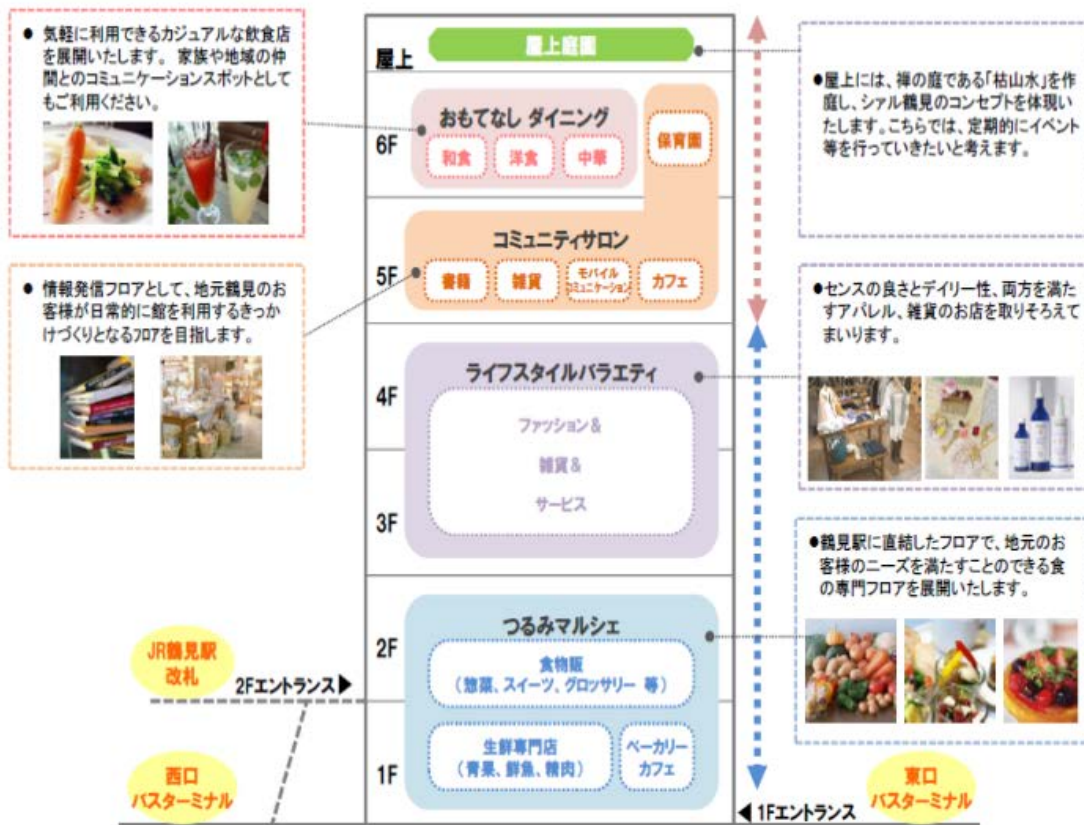 ● 気軽に利用できるカジュアルな飲食店
を展開いたします。 家族や地域の仲
間とのコミュニケーションスポットとして
もご利用ください。
● 情報発信フロアとして、地元鶴見のお
客様が日常的に館を利用するきっか
けづくりとなるフロアを目指します。
屋上
屋上庭園
6F
おもてなし ダイニング
和食
洋食
中華
保育園
5F
コミュニティサロン
書籍
雑貨
モバイル
コミュニケーション
カフェ
4F
ライフスタイルバラエティ
ファッション&
雑貨&
サービス
3F
2F
つるみマルシェ
食物販
(惣菜、スイーツ、グロッサリー 等)
1F
生鮮専門店
(青果、鮮魚、精肉)
ベーカリー
カフェ
JR鶴見駅
改札
2Fエントランス▶
西口
バスターミナル
◀1Fエントランス
東口
バスターミナル
●屋上には、禅の庭である「枯山水」を作
庭し、シァル鶴見のコンセプトを体現い
たします。こちらでは、定期的にイベント
等を行っていきたいと考えます。
●センスの良さとデイリー性、両方を満た
すアパレル、雑貨のお店を取りそろえて
まいります。
●鶴見駅に直結したフロアで、地元のお
客様のニーズを満たすことのできる食
の専門フロアを展開いたします。